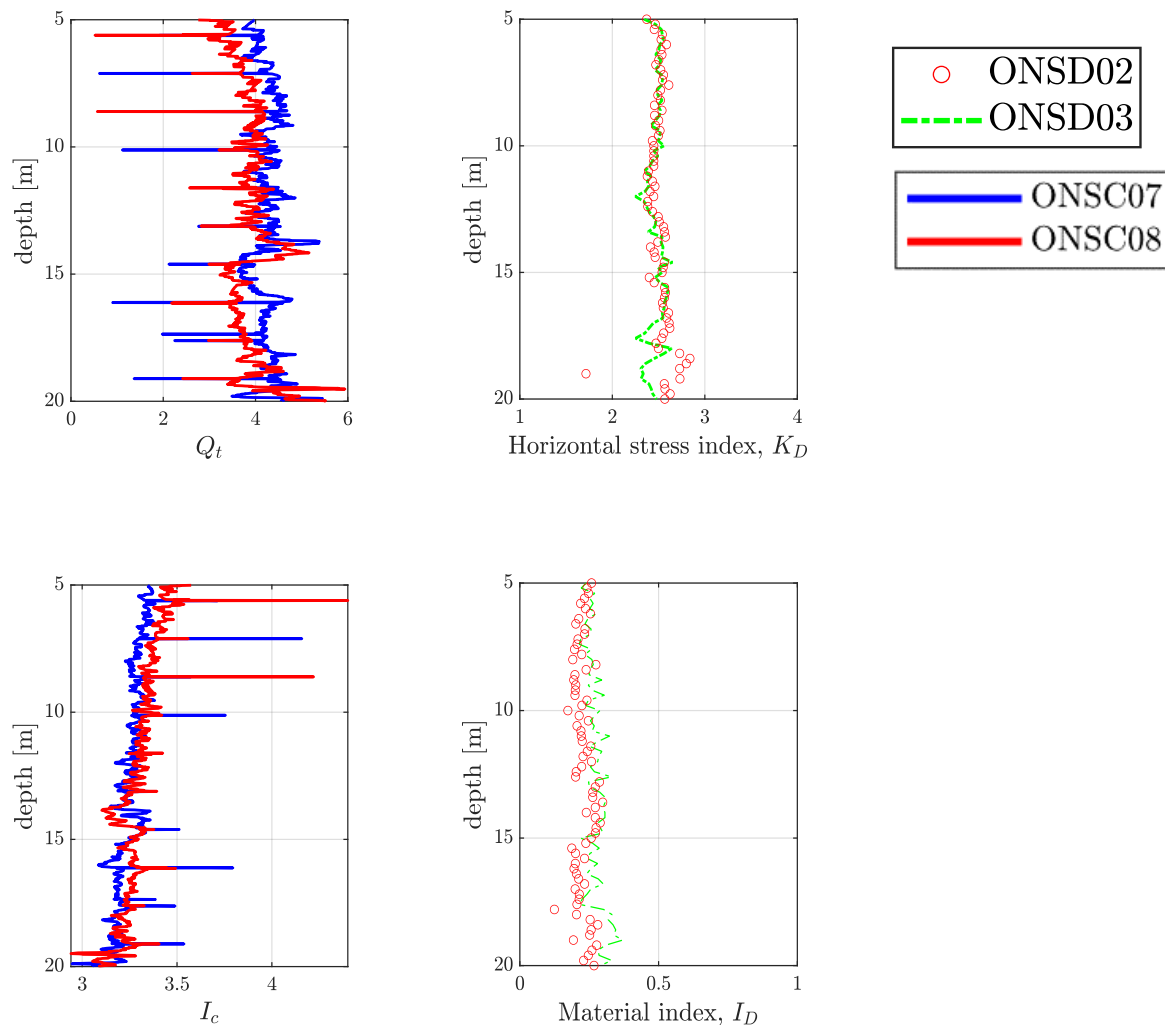 5
10
15
20
depth [m]
0
2
4
6
Q_t
5
10
15
20
depth [m]
1
2
3
4
Horizontal stress index, K_D
ONSD02
ONSD03
ONSC07
ONSC08
5
10
15
20
depth [m]
3
3.5
4
I_c
5
10
15
20
depth [m]
0
0.5
1
Material index, I_D